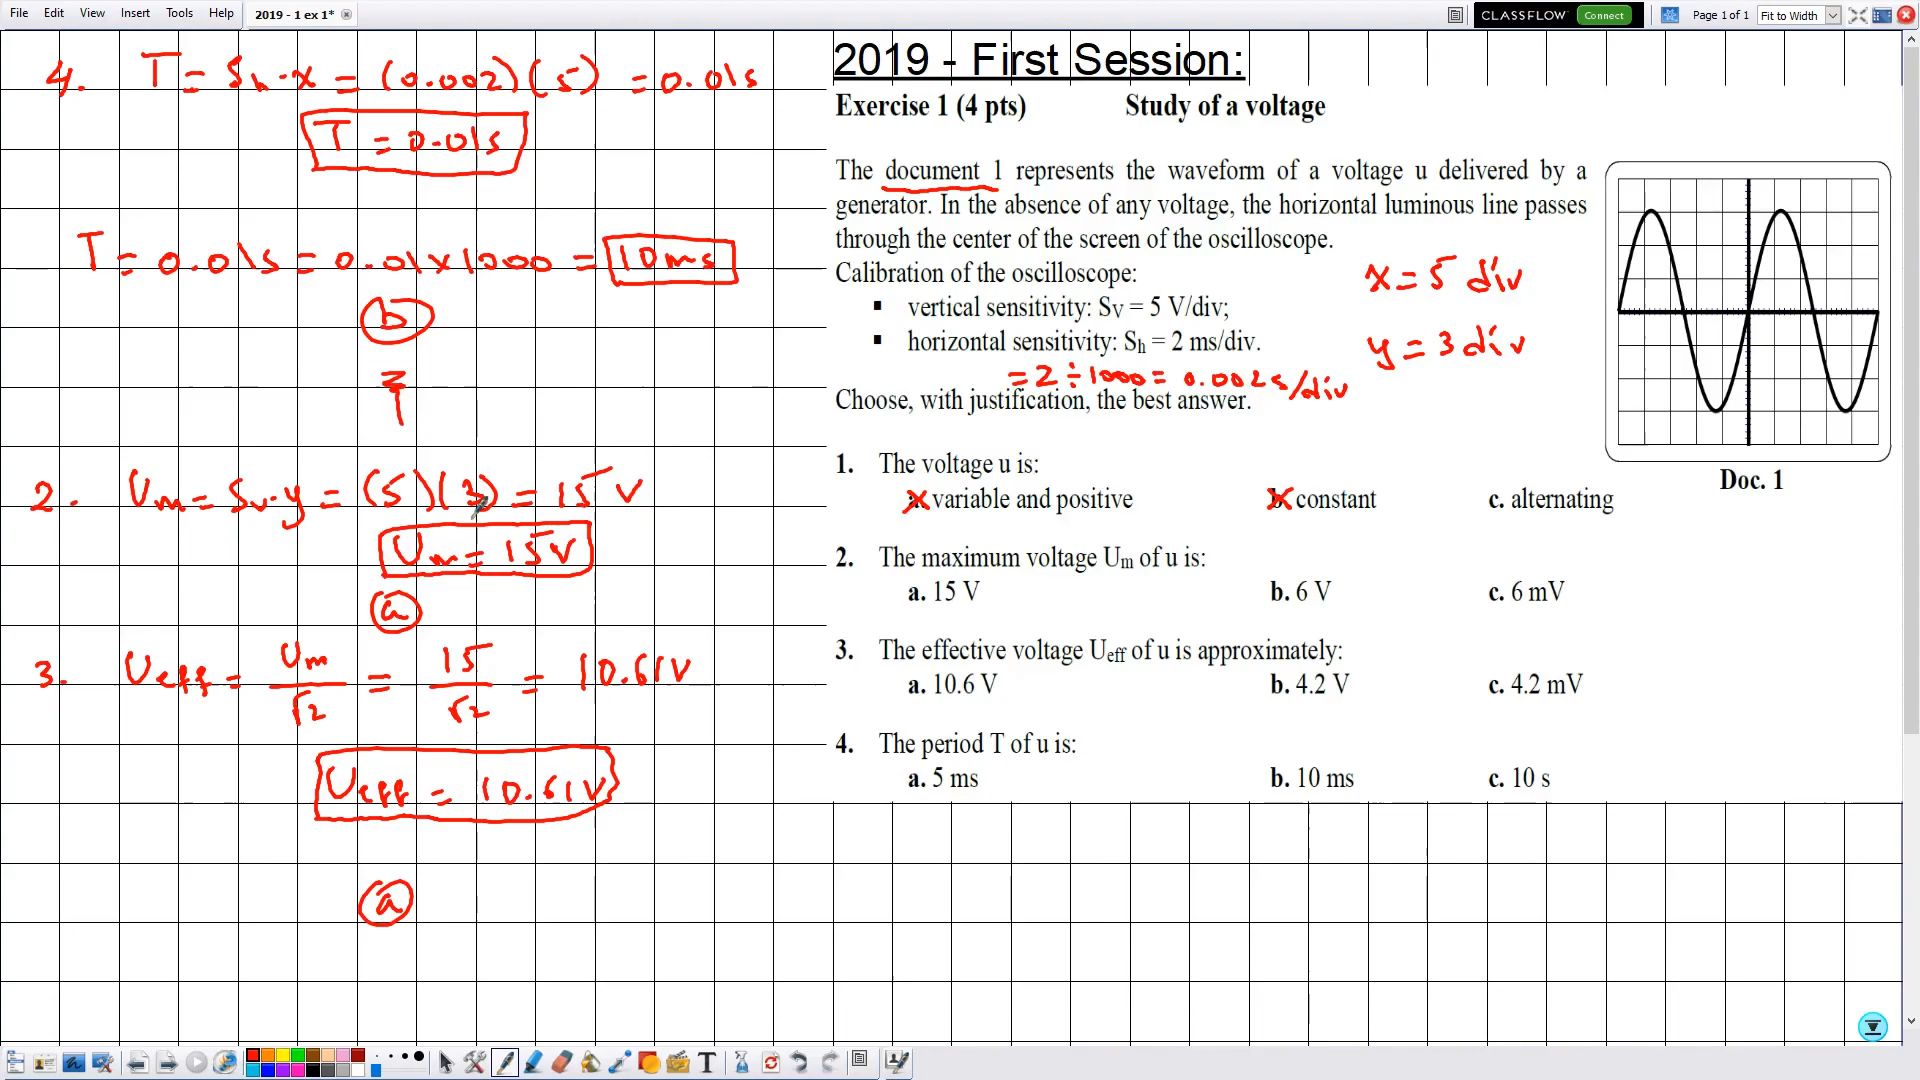 File Edit View Insert Tools Help 2019 - 1 ex 1* CLASSFLOW Connect Page 1 of 1 Fit to Width
4. T = Sh . x = (0.002) (5) = 0.01s
T = 0.01s
T = 0.01s = 0.01x1000 = 10ms
b
2. Um = Sv . y = (5) (3) = 15 V
Um = 15V
a
3. Ueff = Um/√2 = 15/√2 = 10.61V
Ueff = 10.61V
a
2019 - First Session:
Exercise 1 (4 pts) Study of a voltage
The document 1 represents the waveform of a voltage u delivered by a
generator. In the absence of any voltage, the horizontal luminous line passes
through the center of the screen of the oscilloscope.
Calibration of the oscilloscope:
▪ vertical sensitivity: SV = 5 V/div;
▪ horizontal sensitivity: Sh = 2 ms/div.
= 2 ÷ 1000 = 0.002s/div
x = 5 div
y = 3 div
Choose, with justification, the best answer.
Doc. 1
1. The voltage u is:
a. variable and positive b. constant c. alternating
2. The maximum voltage Um of u is:
a. 15 V b. 6 V c. 6 mV
3. The effective voltage Ueff of u is approximately:
a. 10.6 V b. 4.2 V c. 4.2 mV
4. The period T of u is:
a. 5 ms b. 10 ms c. 10 s